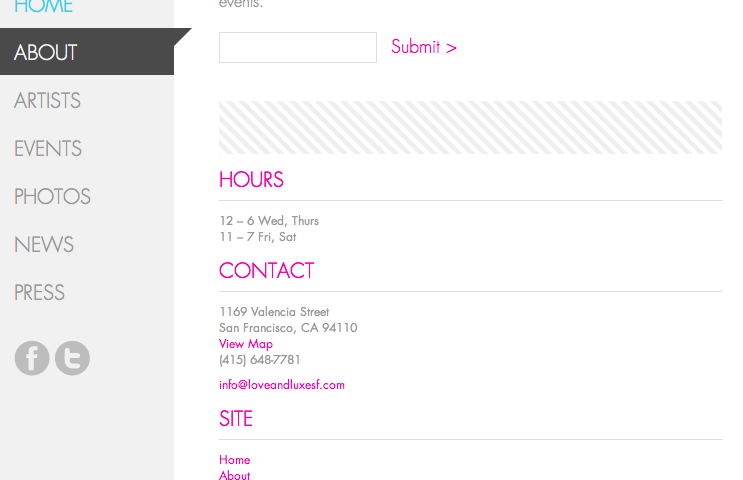 HOME
ABOUT
ARTISTS
EVENTS
PHOTOS
NEWS
PRESS
f
t
events.
Submit >
HOURS
12 – 6 Wed, Thurs
11 – 7 Fri, Sat
CONTACT
1169 Valencia Street
San Francisco, CA 94110
View Map
(415) 648-7781
info@loveandluxesf.com
SITE
Home
About